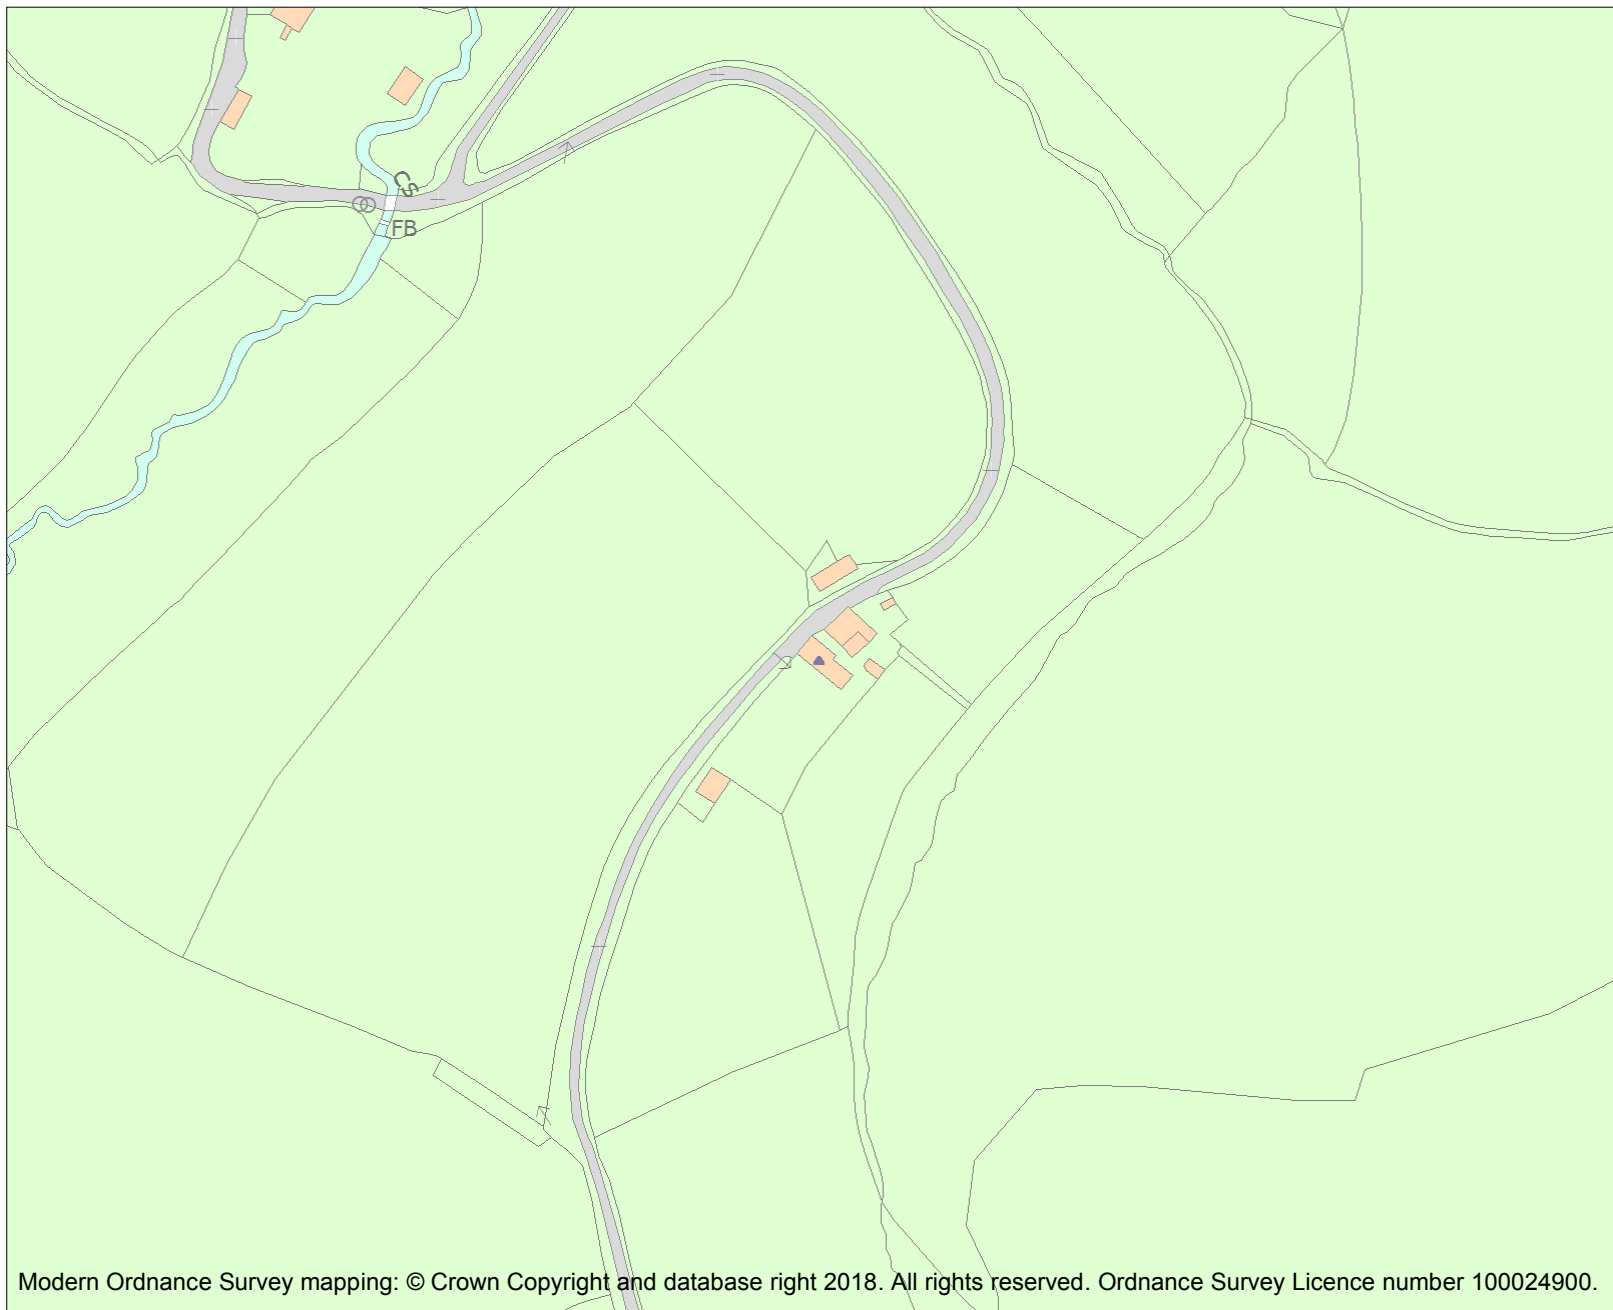 CS
FB
Modern Ordnance Survey mapping: © Crown Copyright and database right 2018. All rights reserved. Ordnance Survey Licence number 100024900.